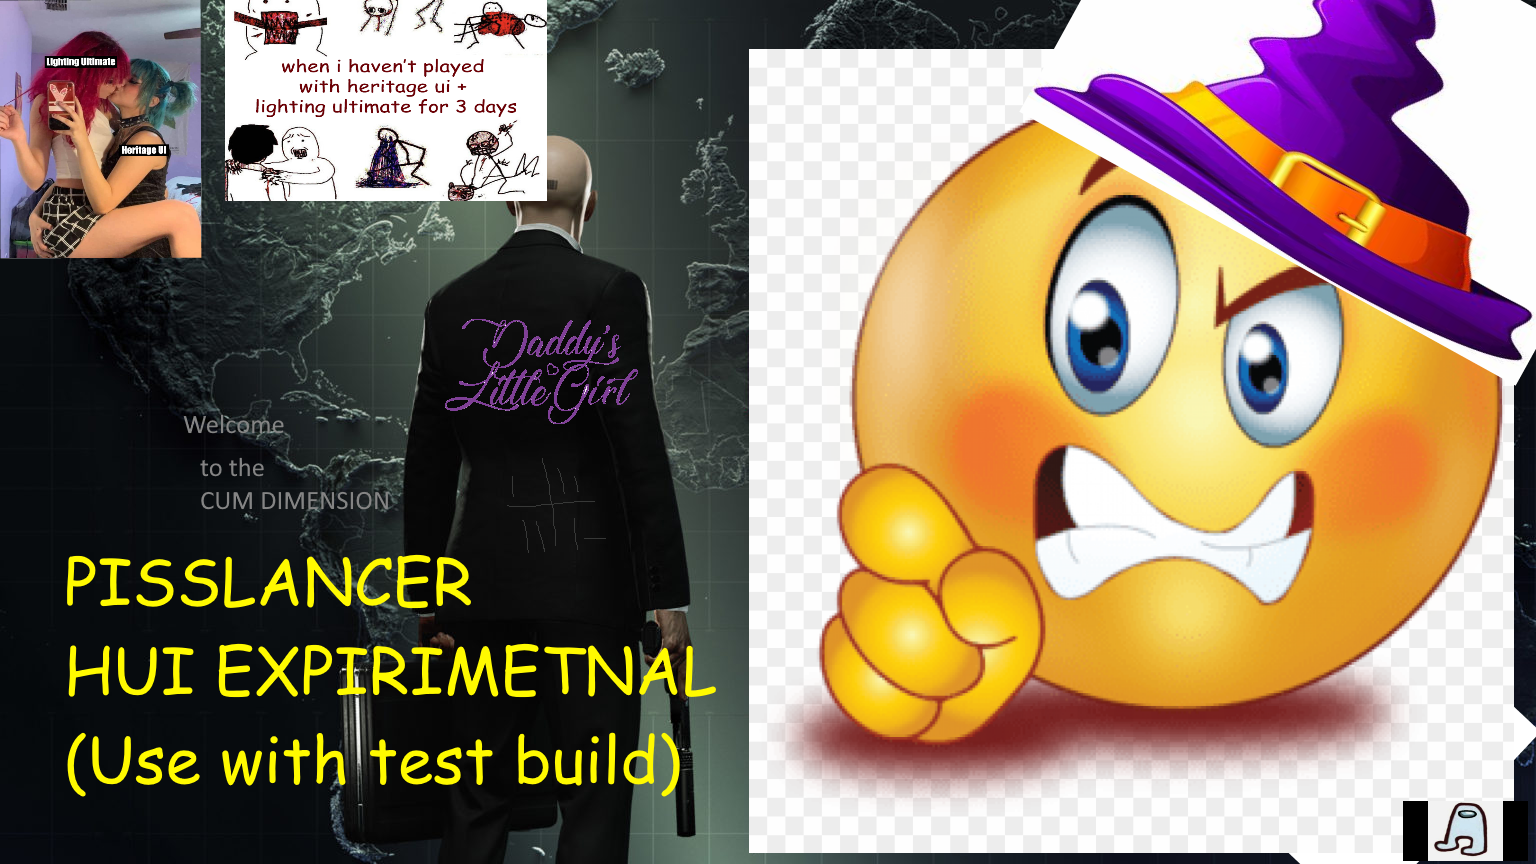 Lighting Ultimate
Heritage UI
when i haven't played
with heritage ui +
lighting ultimate for 3 days
Daddy's
Little Girl
Welcome
to the
CUM DIMENSION
PISSLANCER
HUI EXPIRIMETNAL
(Use with test build)